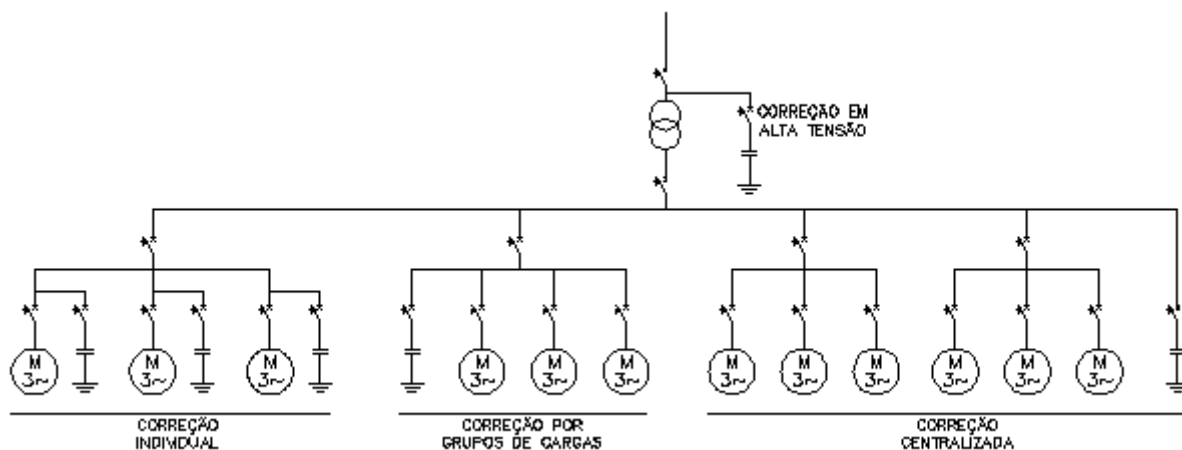 CORREÇÃO EM
ALTA TENSÃO
M
3~
M
3~
M
3~
M
3~
M
3~
M
3~
M
3~
M
3~
M
3~
M
3~
M
3~
M
3~
CORREÇÃO
INDIVIDUAL
CORREÇÃO POR
GRUPOS DE CARGAS
CORREÇÃO
CENTRALIZADA